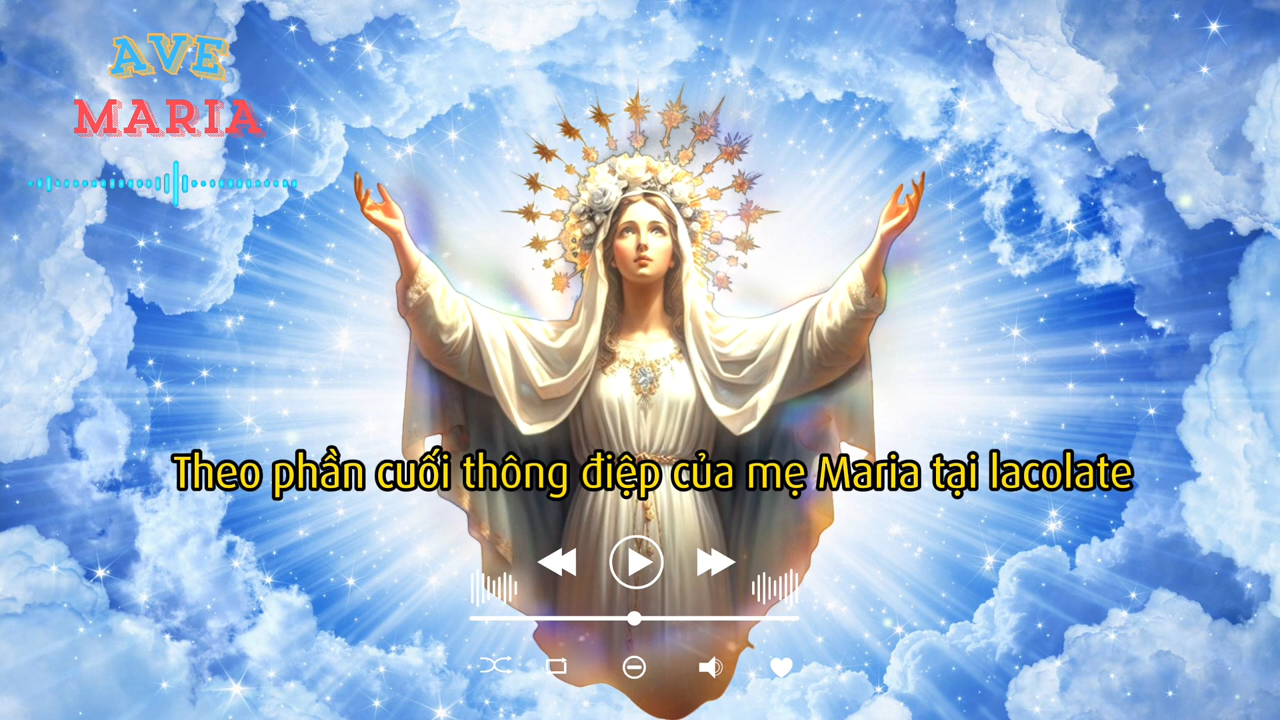 AVE
MARIA
Theo phần cuối thông điệp của mẹ Maria tại lacolate